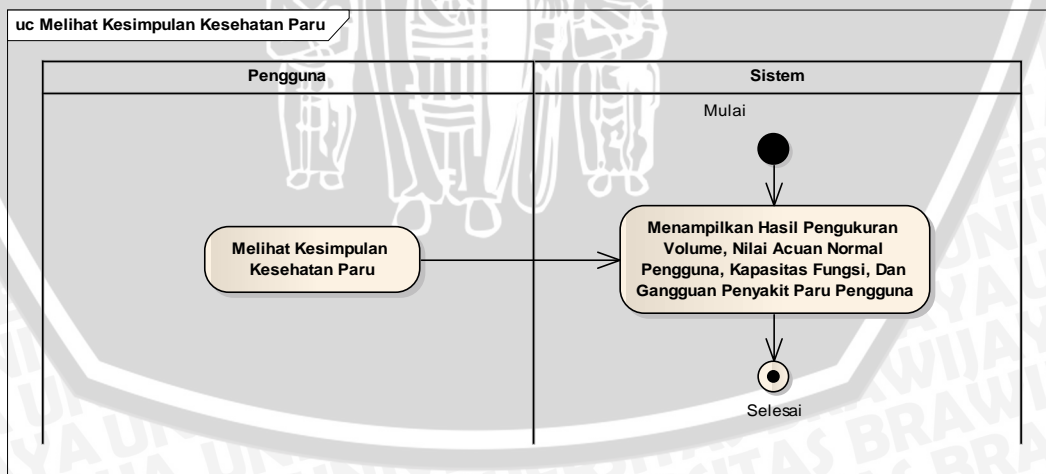 uc Melihat Kesimpulan Kesehatan Paru
Pengguna
Sistem
Mulai
Melihat Kesimpulan
Kesehatan Paru
Menampilkan Hasil Pengukuran
Volume, Nilai Acuan Normal
Pengguna, Kapasitas Fungsi, Dan
Gangguan Penyakit Paru Pengguna
Selesai